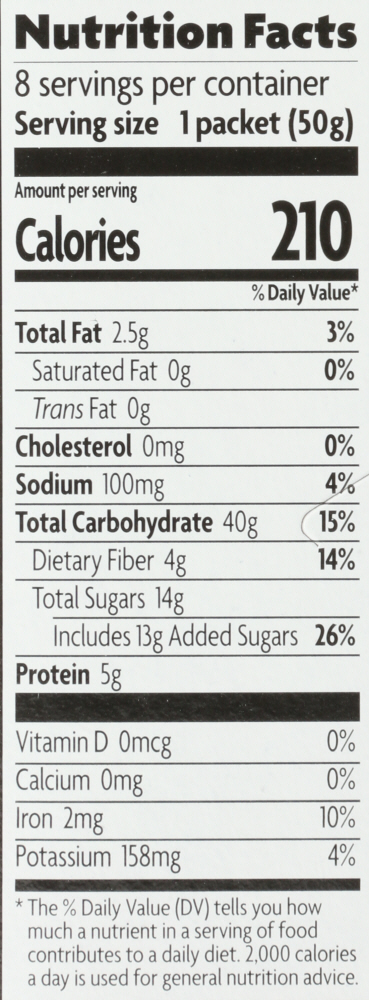 Nutrition Facts
8 servings per container
Serving size 1 packet (50g)
Amount per serving
Calories 210
% Daily Value*
Total Fat 2.5g 3%
Saturated Fat 0g 0%
Trans Fat 0g
Cholesterol 0mg 0%
Sodium 100mg 4%
Total Carbohydrate 40g 15%
Dietary Fiber 4g 14%
Total Sugars 14g
Includes 13g Added Sugars 26%
Protein 5g
Vitamin D 0mcg 0%
Calcium 0mg 0%
Iron 2mg 10%
Potassium 158mg 4%
* The % Daily Value (DV) tells you how
much a nutrient in a serving of food
contributes to a daily diet. 2,000 calories
a day is used for general nutrition advice.